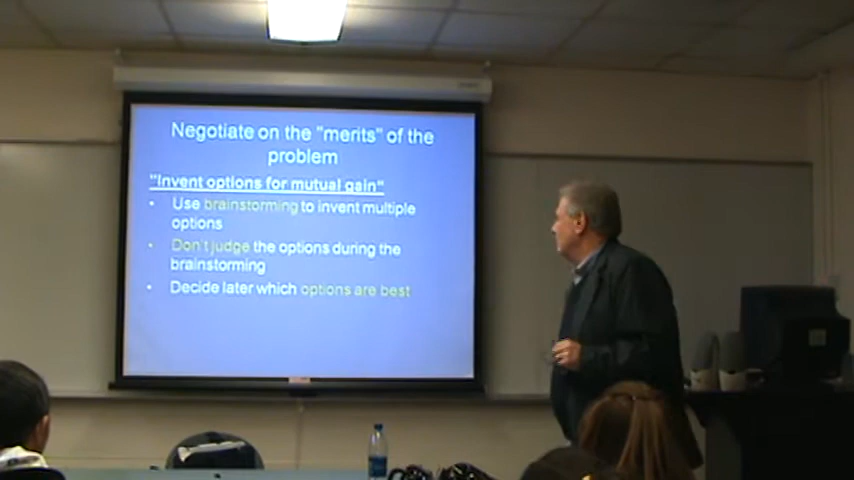 Negotiate on the "merits" of the
problem
"Invent options for mutual gain"
• Use brainstorming to invent multiple
options
• Don't judge the options during the
brainstorming
• Decide later which options are best